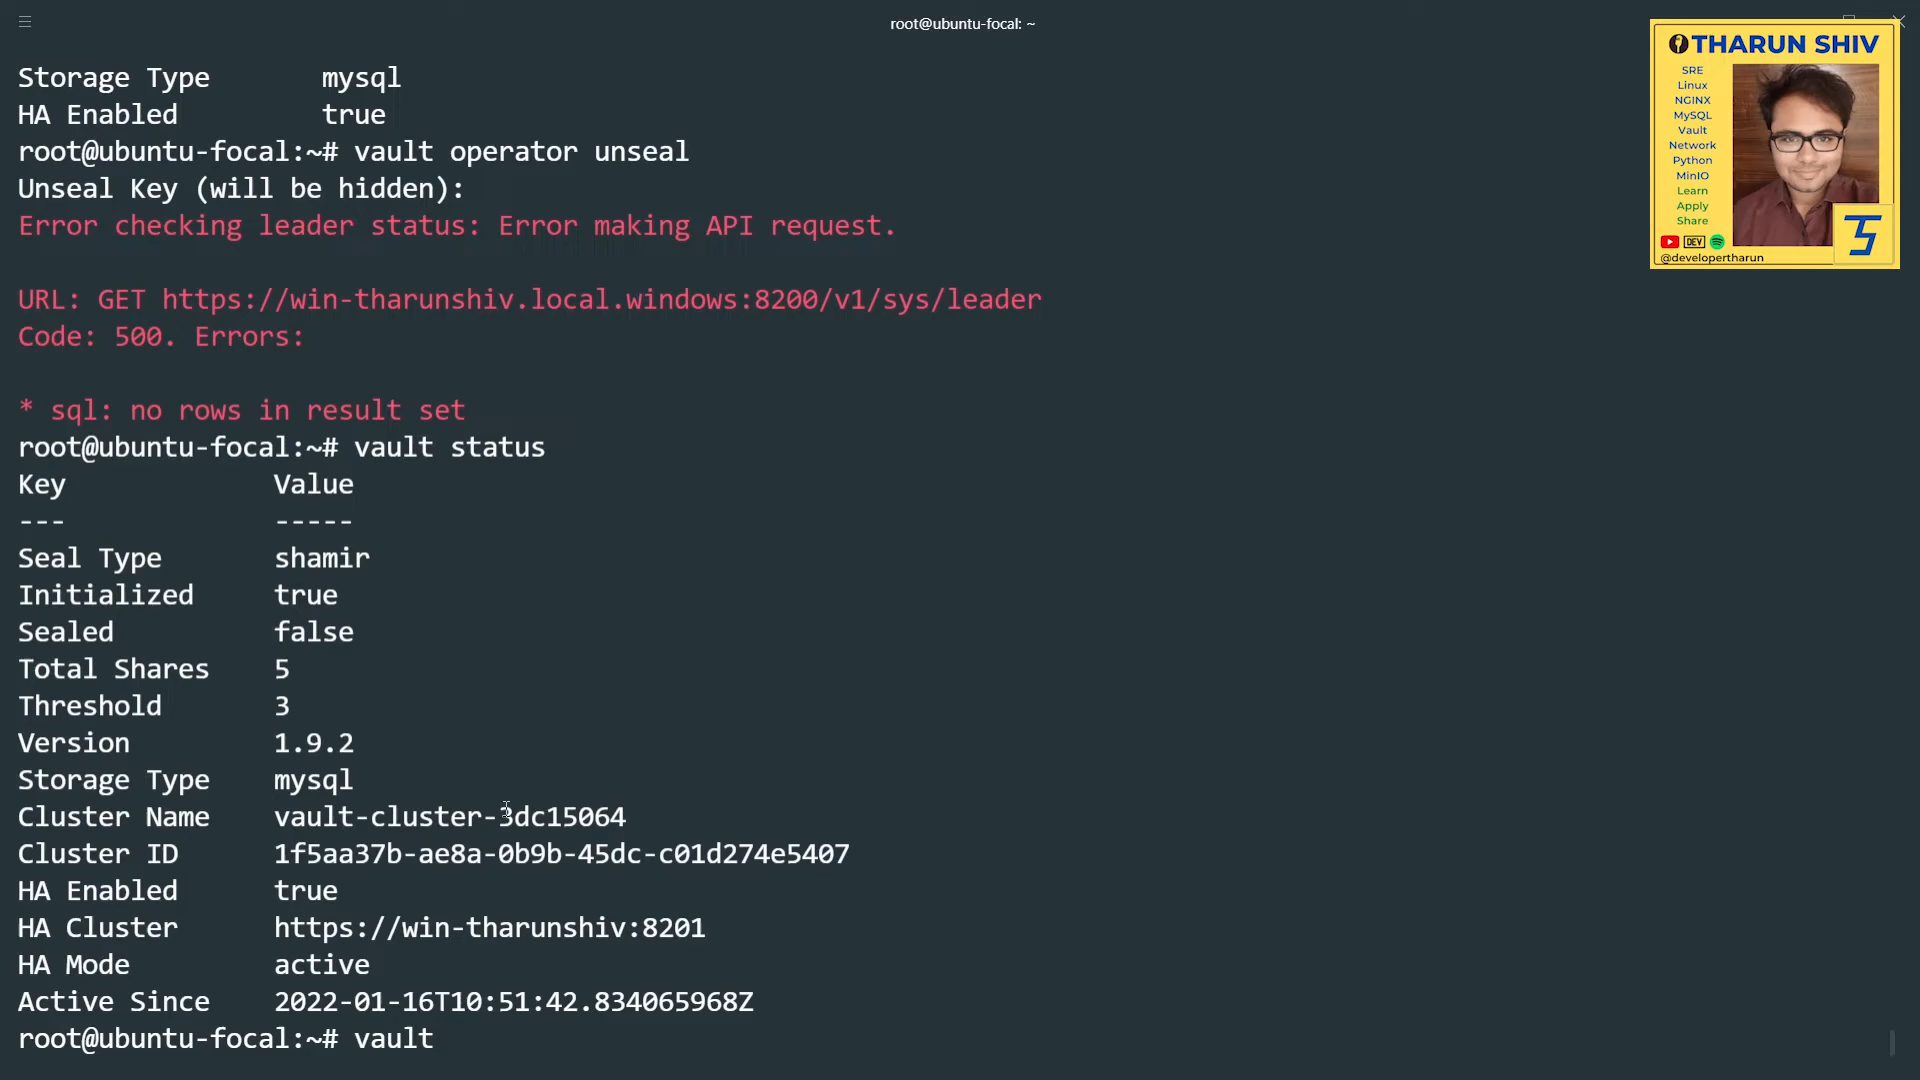 root@ubuntu-focal: ~
Storage Type       mysql
HA Enabled         true
root@ubuntu-focal:~# vault operator unseal
Unseal Key (will be hidden):
Error checking leader status: Error making API request.
URL: GET https://win-tharunshiv.local.windows:8200/v1/sys/leader
Code: 500. Errors:
* sql: no rows in result set
root@ubuntu-focal:~# vault status
Key             Value
---             -----
Seal Type       shamir
Initialized     true
Sealed          false
Total Shares    5
Threshold       3
Version         1.9.2
Storage Type    mysql
Cluster Name    vault-cluster-3dc15064
Cluster ID      1f5aa37b-ae8a-0b9b-45dc-c01d274e5407
HA Enabled      true
HA Cluster      https://win-tharunshiv:8201
HA Mode         active
Active Since    2022-01-16T10:51:42.834065968Z
root@ubuntu-focal:~# vault
THARUN SHIV
SRE
Linux
NGINX
MySQL
Vault
Network
Python
MinIO
Learn
Apply
Share
DEV
@developertharun
TS